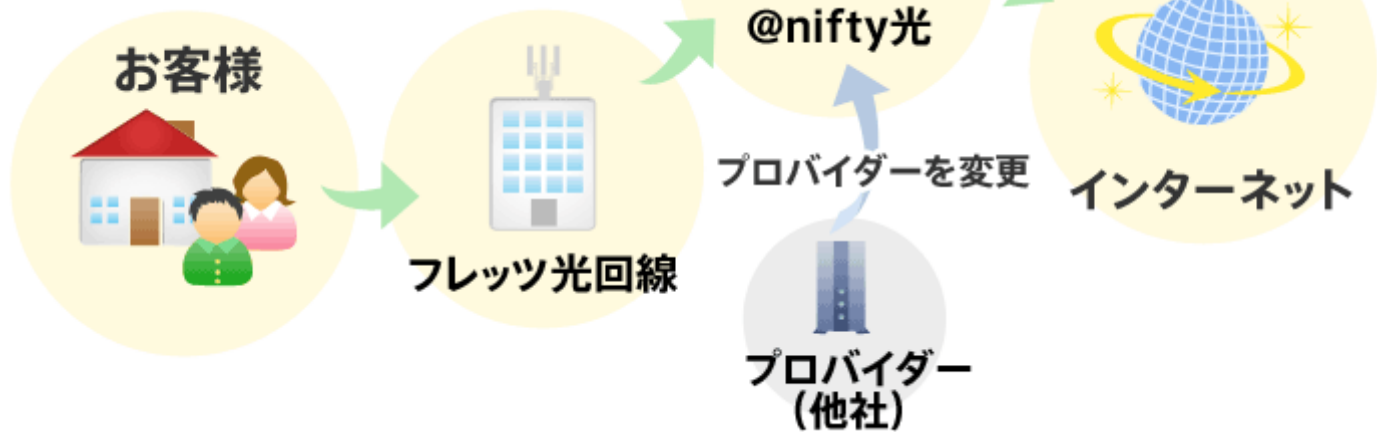 お客様
フレッツ光回線
@nifty光
プロバイダーを変更
プロバイダー
(他社)
インターネット